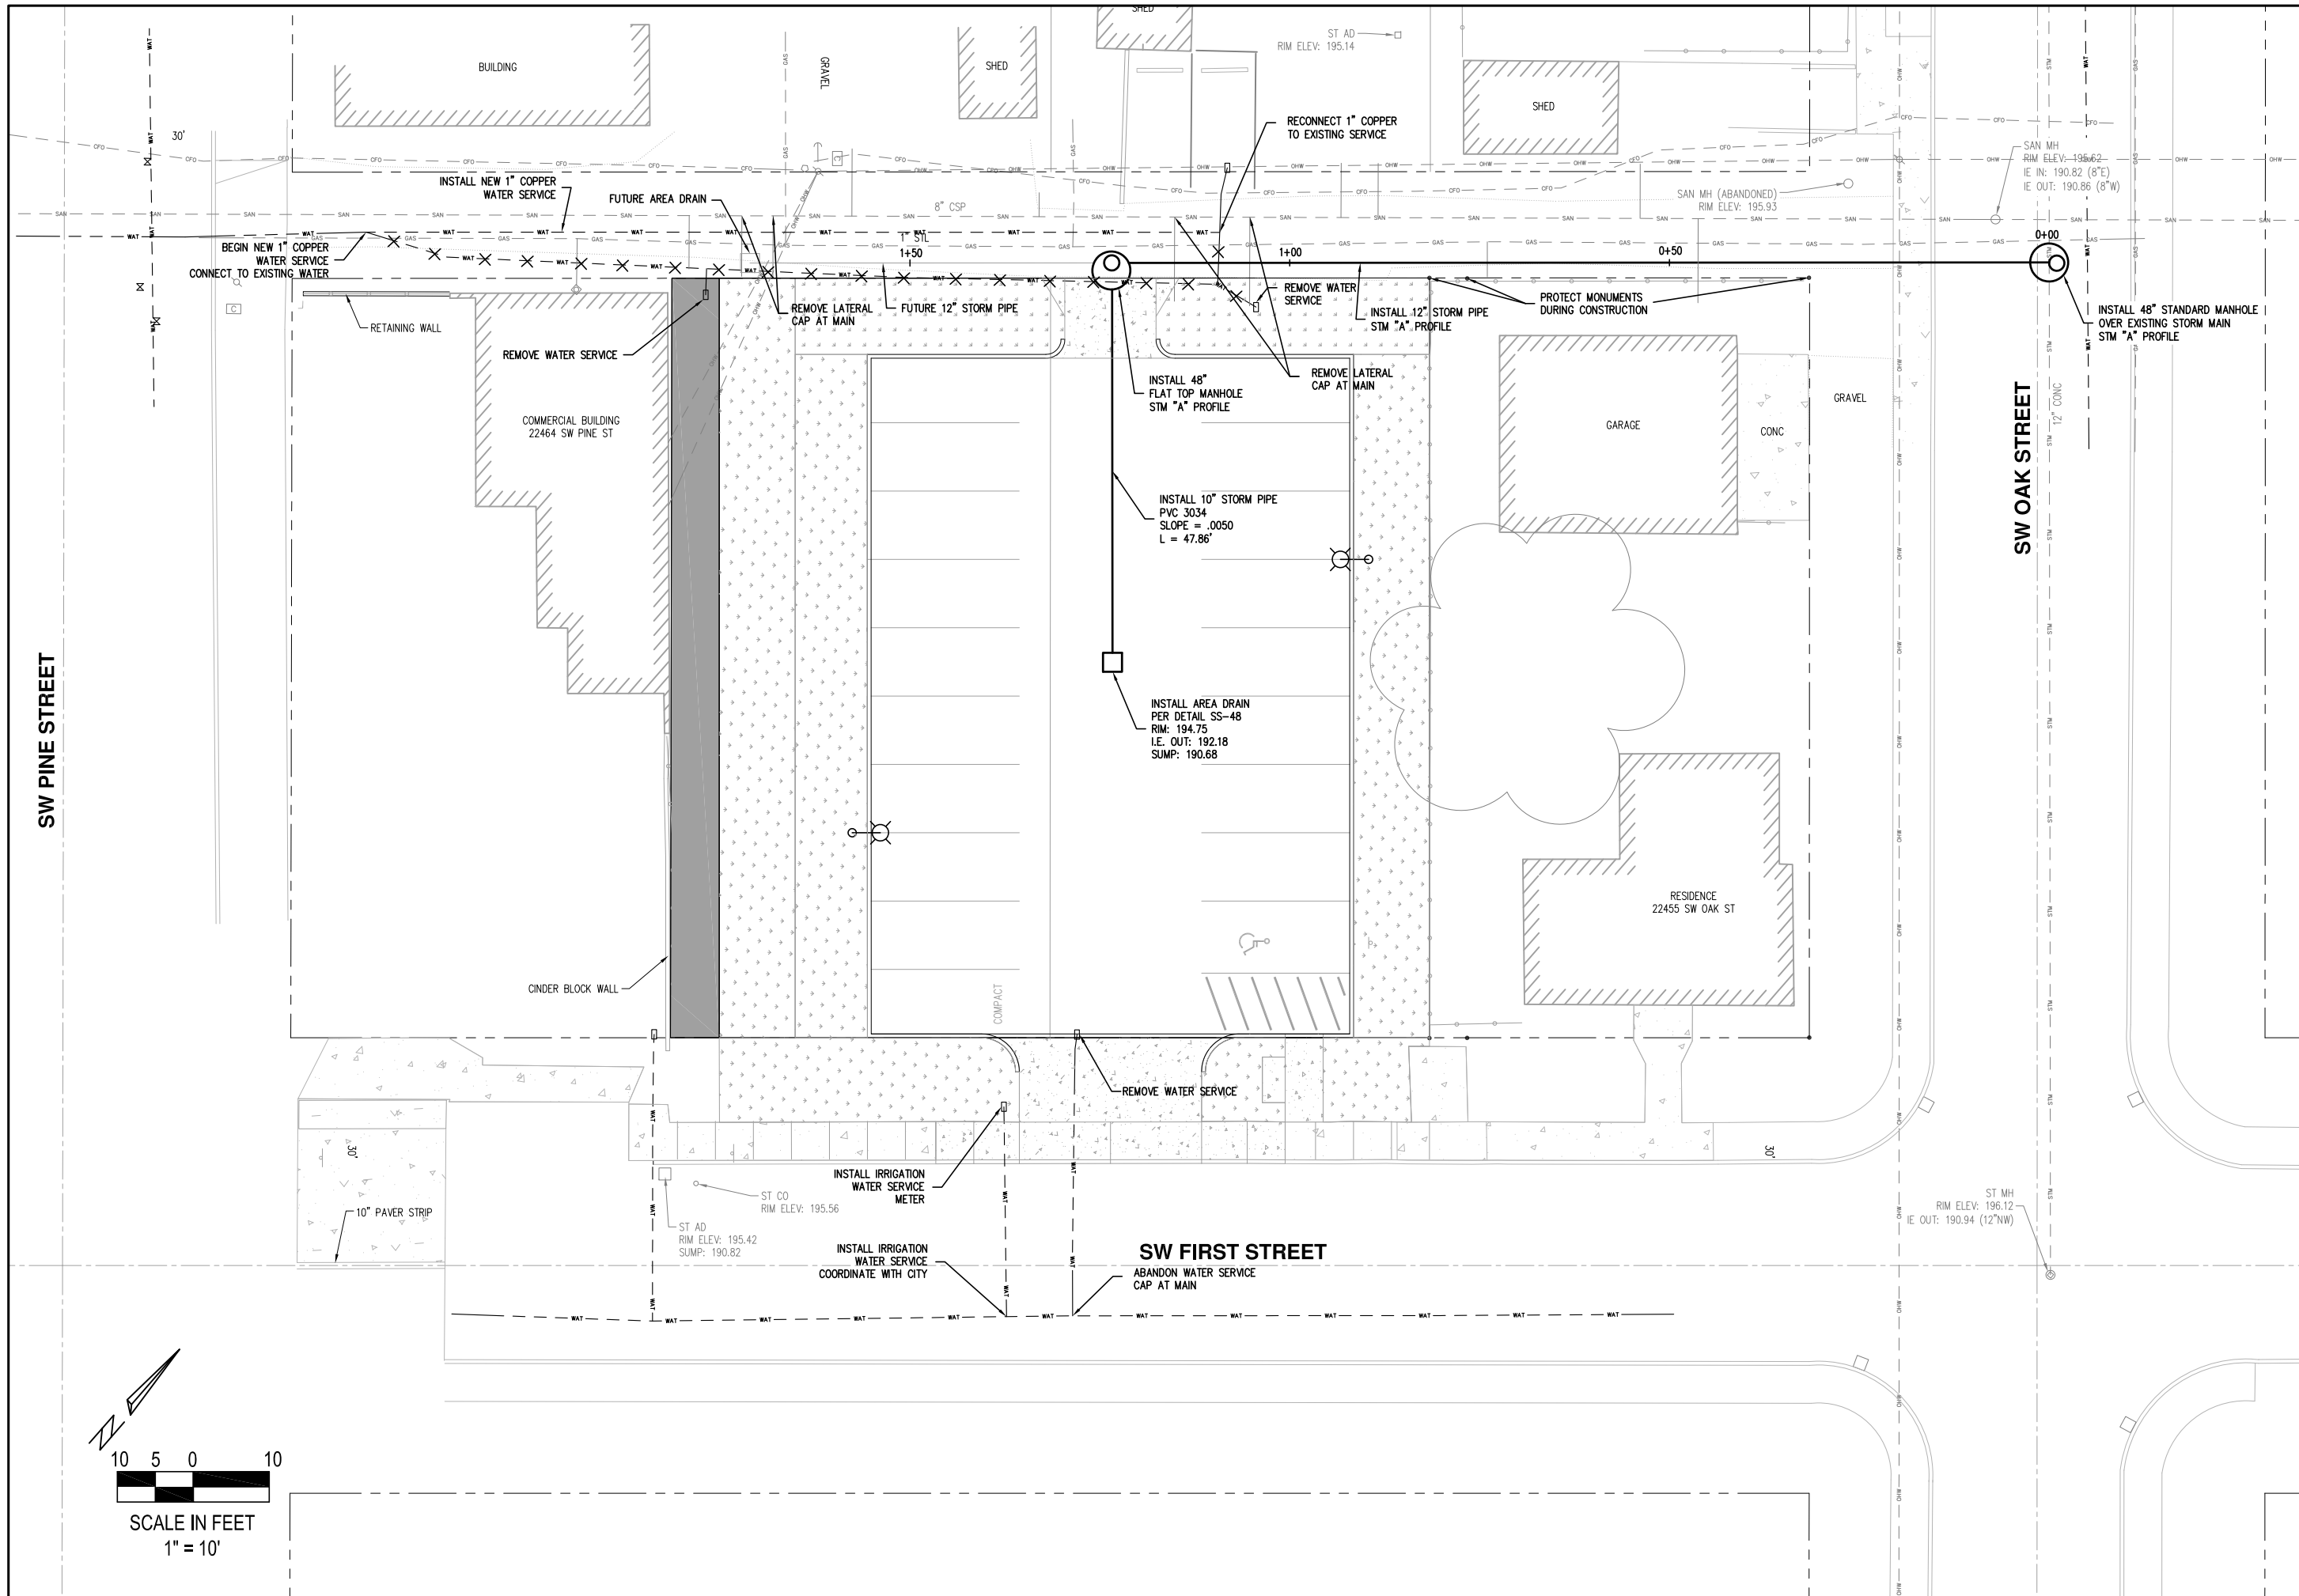 SHED
ST AD
RIM ELEV: 195.14
BUILDING
GRAVEL
SHED
SHED
30'
RECONNECT 1" COPPER
TO EXISTING SERVICE
SAN MH
RIM ELEV: 195.62
IE IN: 190.82 (8"E)
IE OUT: 190.86 (8"W)
SAN MH (ABANDONED)
RIM ELEV: 195.93
INSTALL NEW 1" COPPER
WATER SERVICE
FUTURE AREA DRAIN
8" CSP
BEGIN NEW 1" COPPER
WATER SERVICE
CONNECT TO EXISTING WATER
1" STL
1+50
1+00
0+50
0+00
C
C
RETAINING WALL
REMOVE LATERAL
CAP AT MAIN
FUTURE 12" STORM PIPE
REMOVE WATER
SERVICE
INSTALL 12" STORM PIPE
STM "A" PROFILE
PROTECT MONUMENTS
DURING CONSTRUCTION
INSTALL 48" STANDARD MANHOLE
OVER EXISTING STORM MAIN
STM "A" PROFILE
REMOVE WATER SERVICE
INSTALL 48"
FLAT TOP MANHOLE
STM "A" PROFILE
REMOVE LATERAL
CAP AT MAIN
COMMERCIAL BUILDING
22464 SW PINE ST
GARAGE
CONC
GRAVEL
SW OAK STREET
12" CONC
INSTALL 10" STORM PIPE
PVC 3034
SLOPE = .0050
L = 47.86'
INSTALL AREA DRAIN
PER DETAIL SS-48
RIM: 194.75
I.E. OUT: 192.18
SUMP: 190.68
SW PINE STREET
RESIDENCE
22455 SW OAK ST
CINDER BLOCK WALL
COMPACT
REMOVE WATER SERVICE
30'
30'
INSTALL IRRIGATION
WATER SERVICE
METER
10" PAVER STRIP
ST CO
RIM ELEV: 195.56
ST AD
RIM ELEV: 195.42
SUMP: 190.82
ST MH
RIM ELEV: 196.12
IE OUT: 190.94 (12"NW)
INSTALL IRRIGATION
WATER SERVICE
COORDINATE WITH CITY
SW FIRST STREET
ABANDON WATER SERVICE
CAP AT MAIN
WAT
SAN
GAS
CFO
OHW
STM
N
10 5 0 10
SCALE IN FEET
1" = 10'